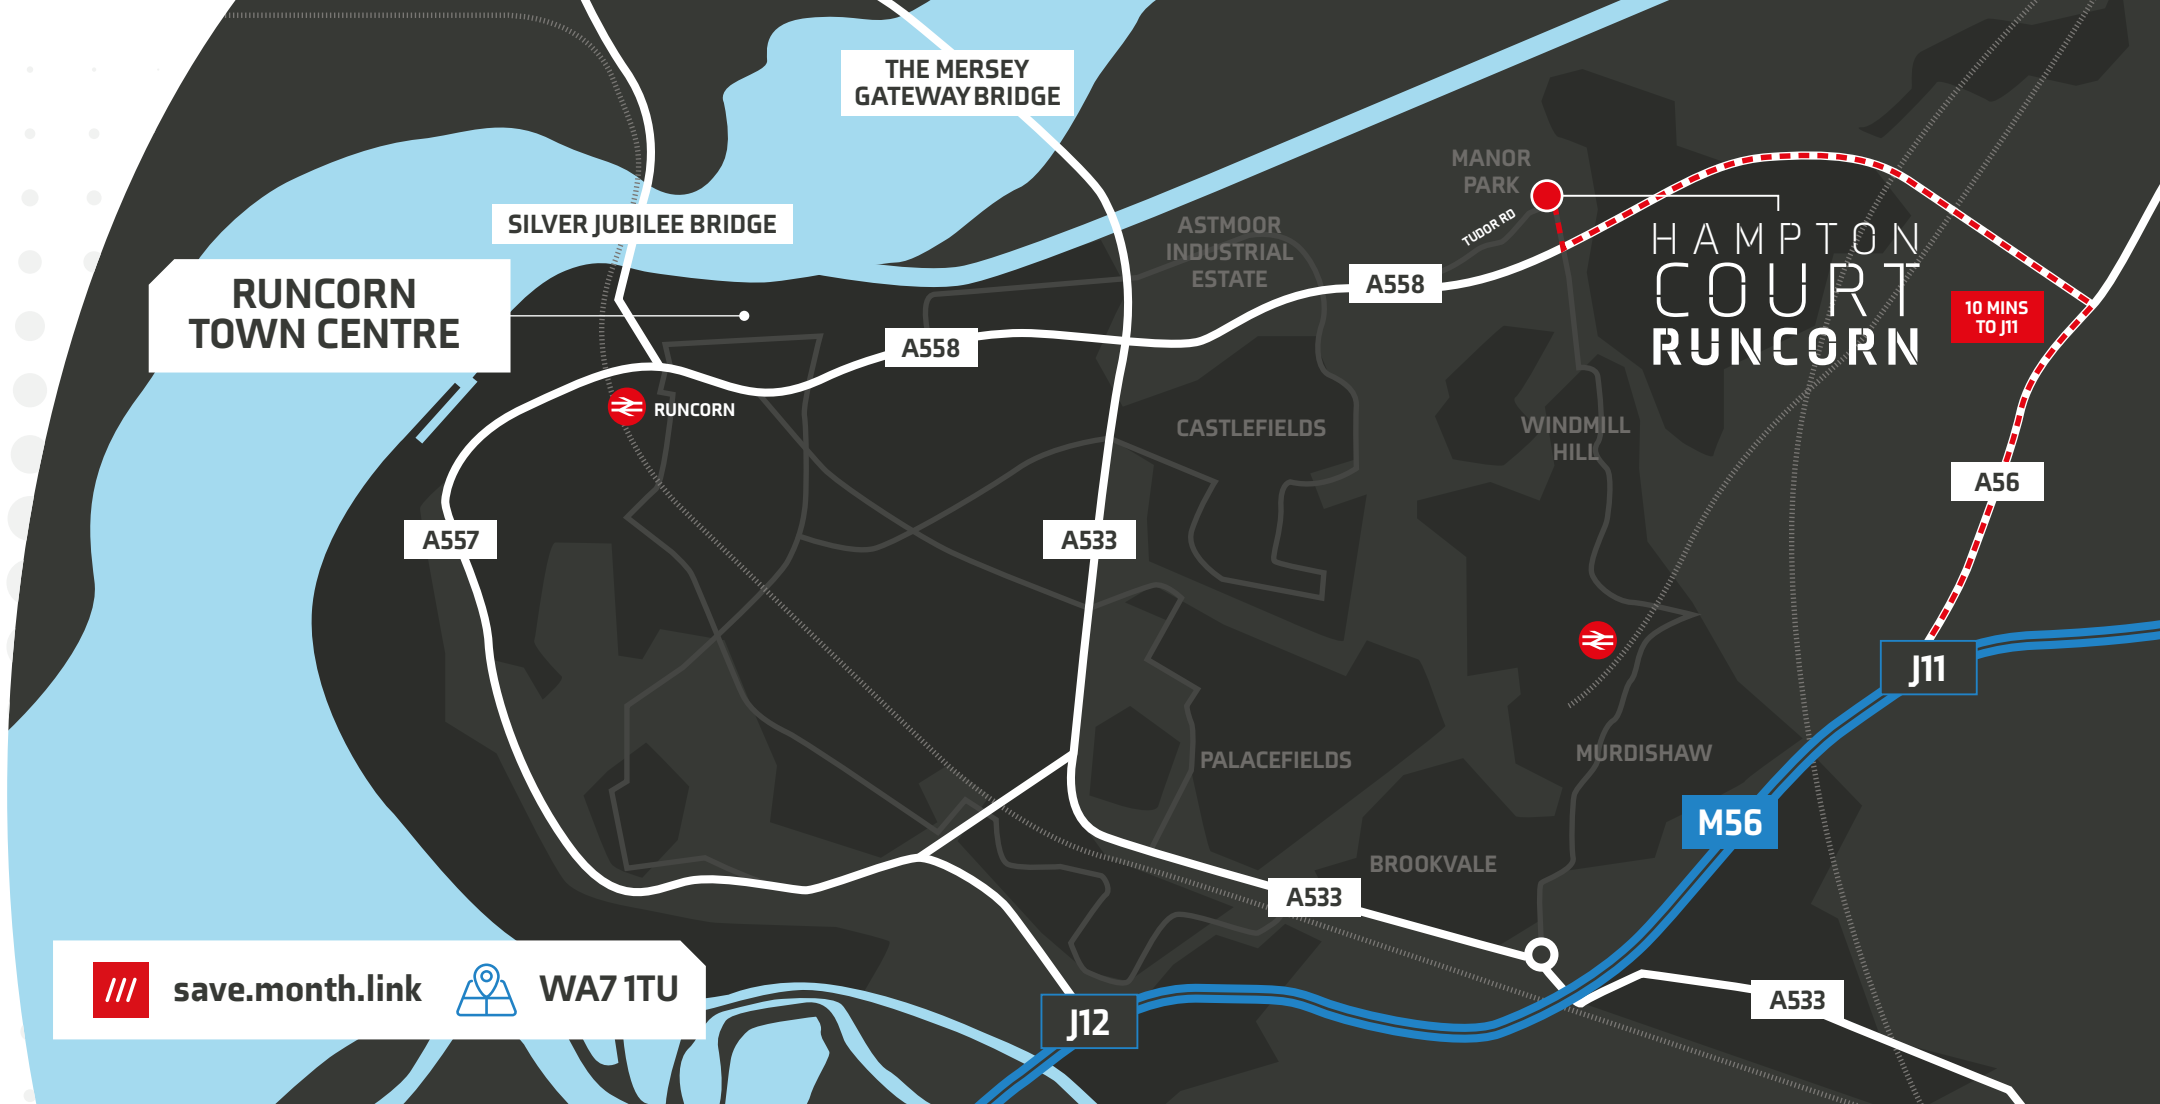 THE MERSEY
GATEWAY BRIDGE
SILVER JUBILEE BRIDGE
RUNCORN
TOWN CENTRE
MANOR
PARK
TUDOR RD
ASTMOOR
INDUSTRIAL
ESTATE
A558
HAMPTON
COURT
RUNCORN
10 MINS
TO J11
A558
RUNCORN
CASTLEFIELDS
WINDMILL
HILL
A56
A557
A533
J11
PALACEFIELDS
MURDISHAW
M56
BROOKVALE
A533
A533
J12
save.month.link
WA7 1TU